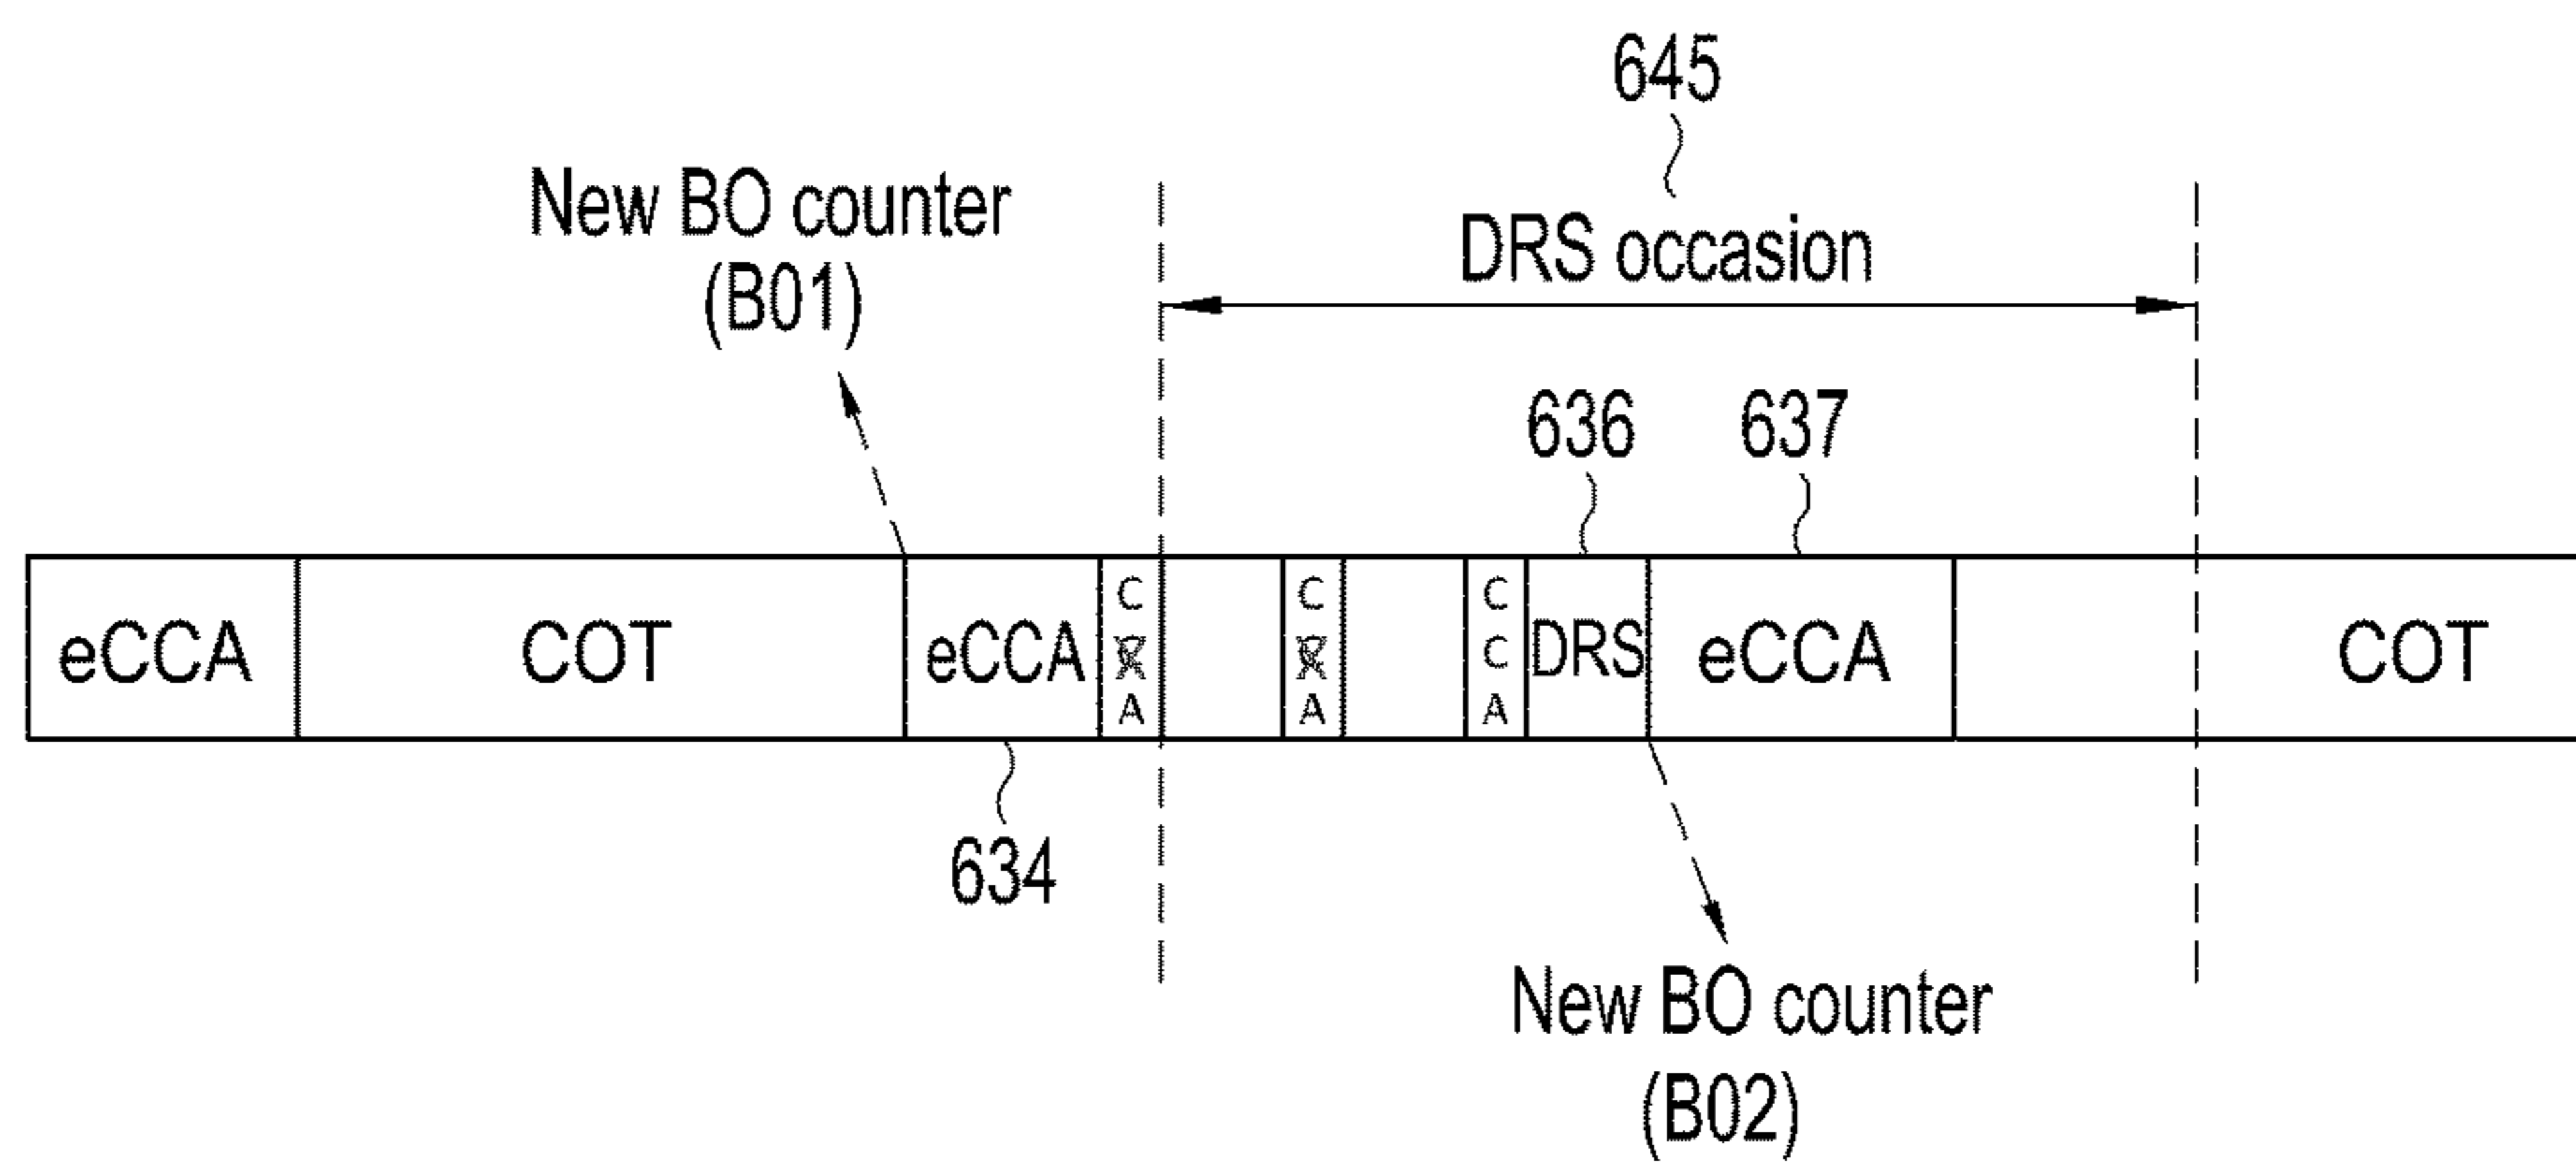 645
New BO counter
(B01)
DRS occasion
636
637
eCCA
COT
eCCA
C
A
C
A
C
C
A
DRS
eCCA
COT
634
New BO counter
(B02)